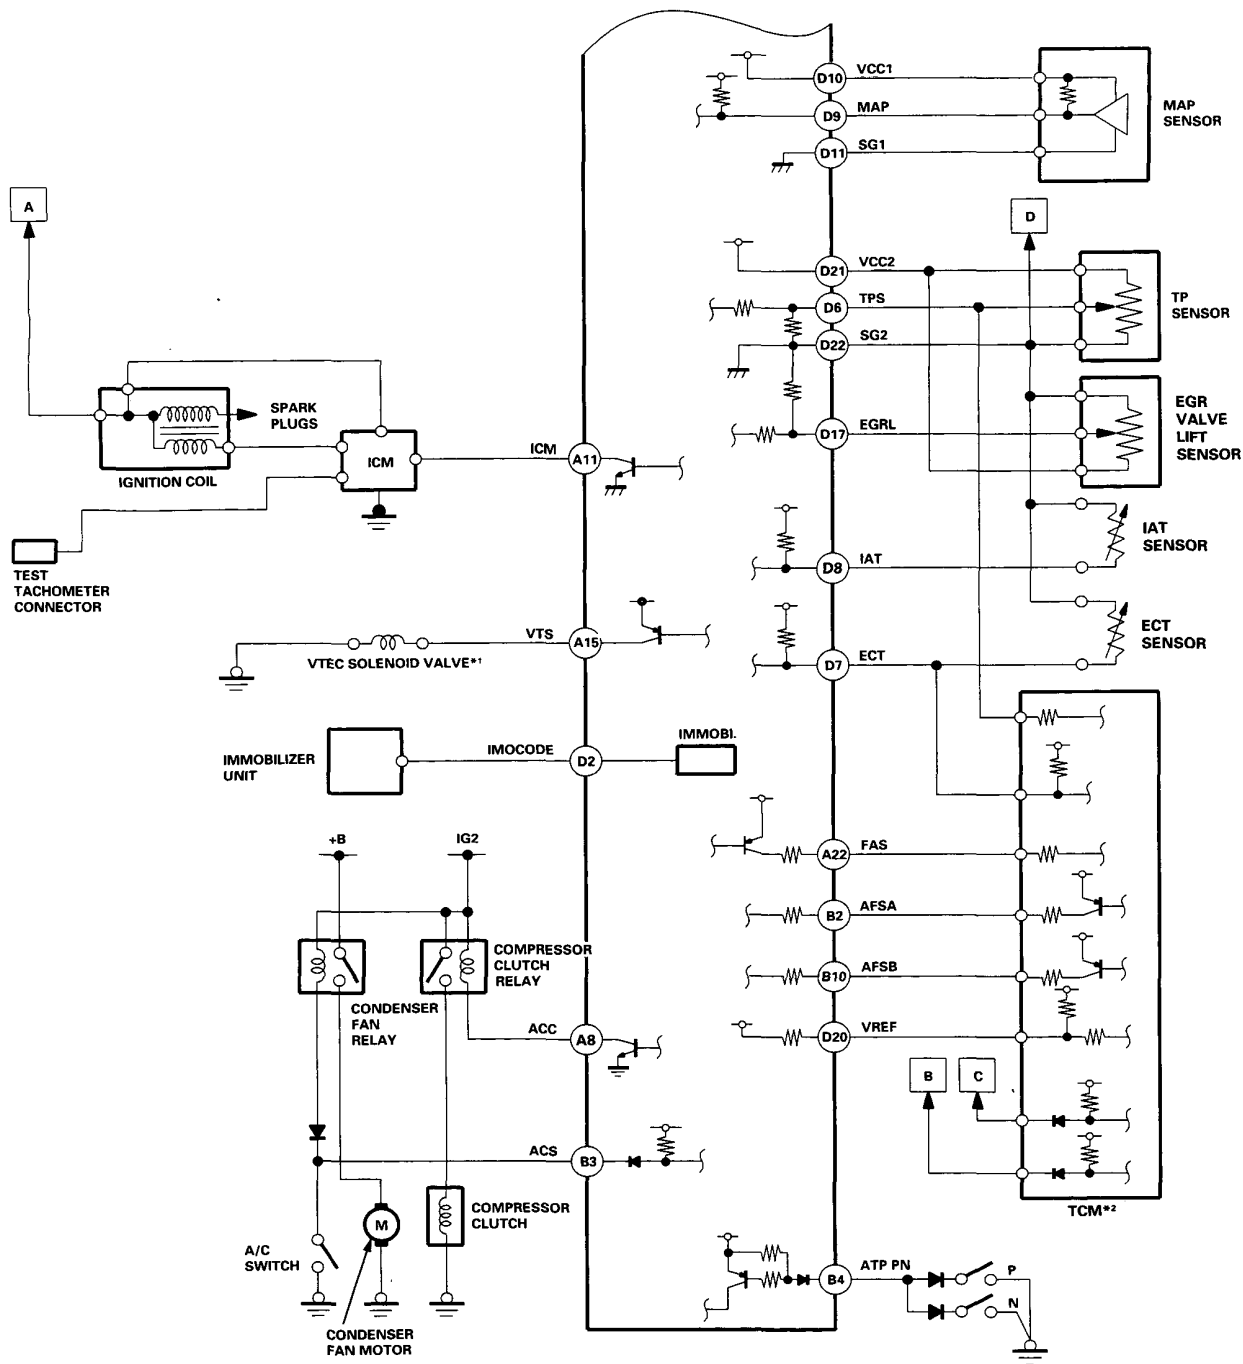 D10 VCC1
D9 MAP
D11 SG1
MAP
SENSOR
A
D
D21 VCC2
D6 TPS
D22 SG2
TP
SENSOR
D17 EGRL
EGR
VALVE
LIFT
SENSOR
SPARK
PLUGS
IGNITION COIL
ICM
ICM A11
TEST
TACHOMETER
CONNECTOR
D8 IAT
IAT
SENSOR
VTS A15
VTEC SOLENOID VALVE*1
D7 ECT
ECT
SENSOR
IMMOBILIZER
UNIT
IMOCODE D2
IMMOBI.
+B
IG2
A22 FAS
B2 AFSA
B10 AFSB
D20 VREF
COMPRESSOR
CLUTCH
RELAY
CONDENSER
FAN
RELAY
ACC A8
B
C
ACS B3
TCM*2
COMPRESSOR
CLUTCH
M
A/C
SWITCH
CONDENSER
FAN MOTOR
B4 ATP PN
P
N